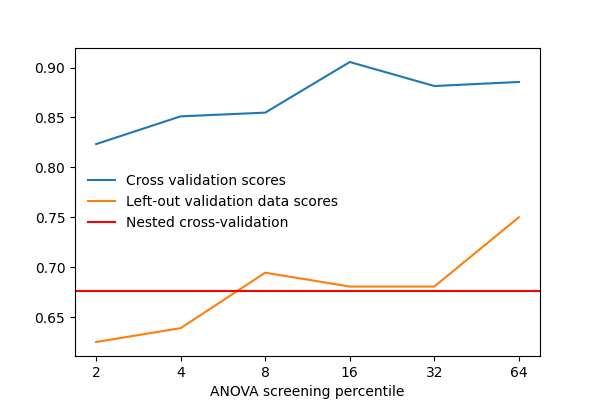 0.90
0.85
0.80
0.75
0.70
0.65
Cross validation scores
Left-out validation data scores
Nested cross-validation
2 4 8 16 32 64
ANOVA screening percentile